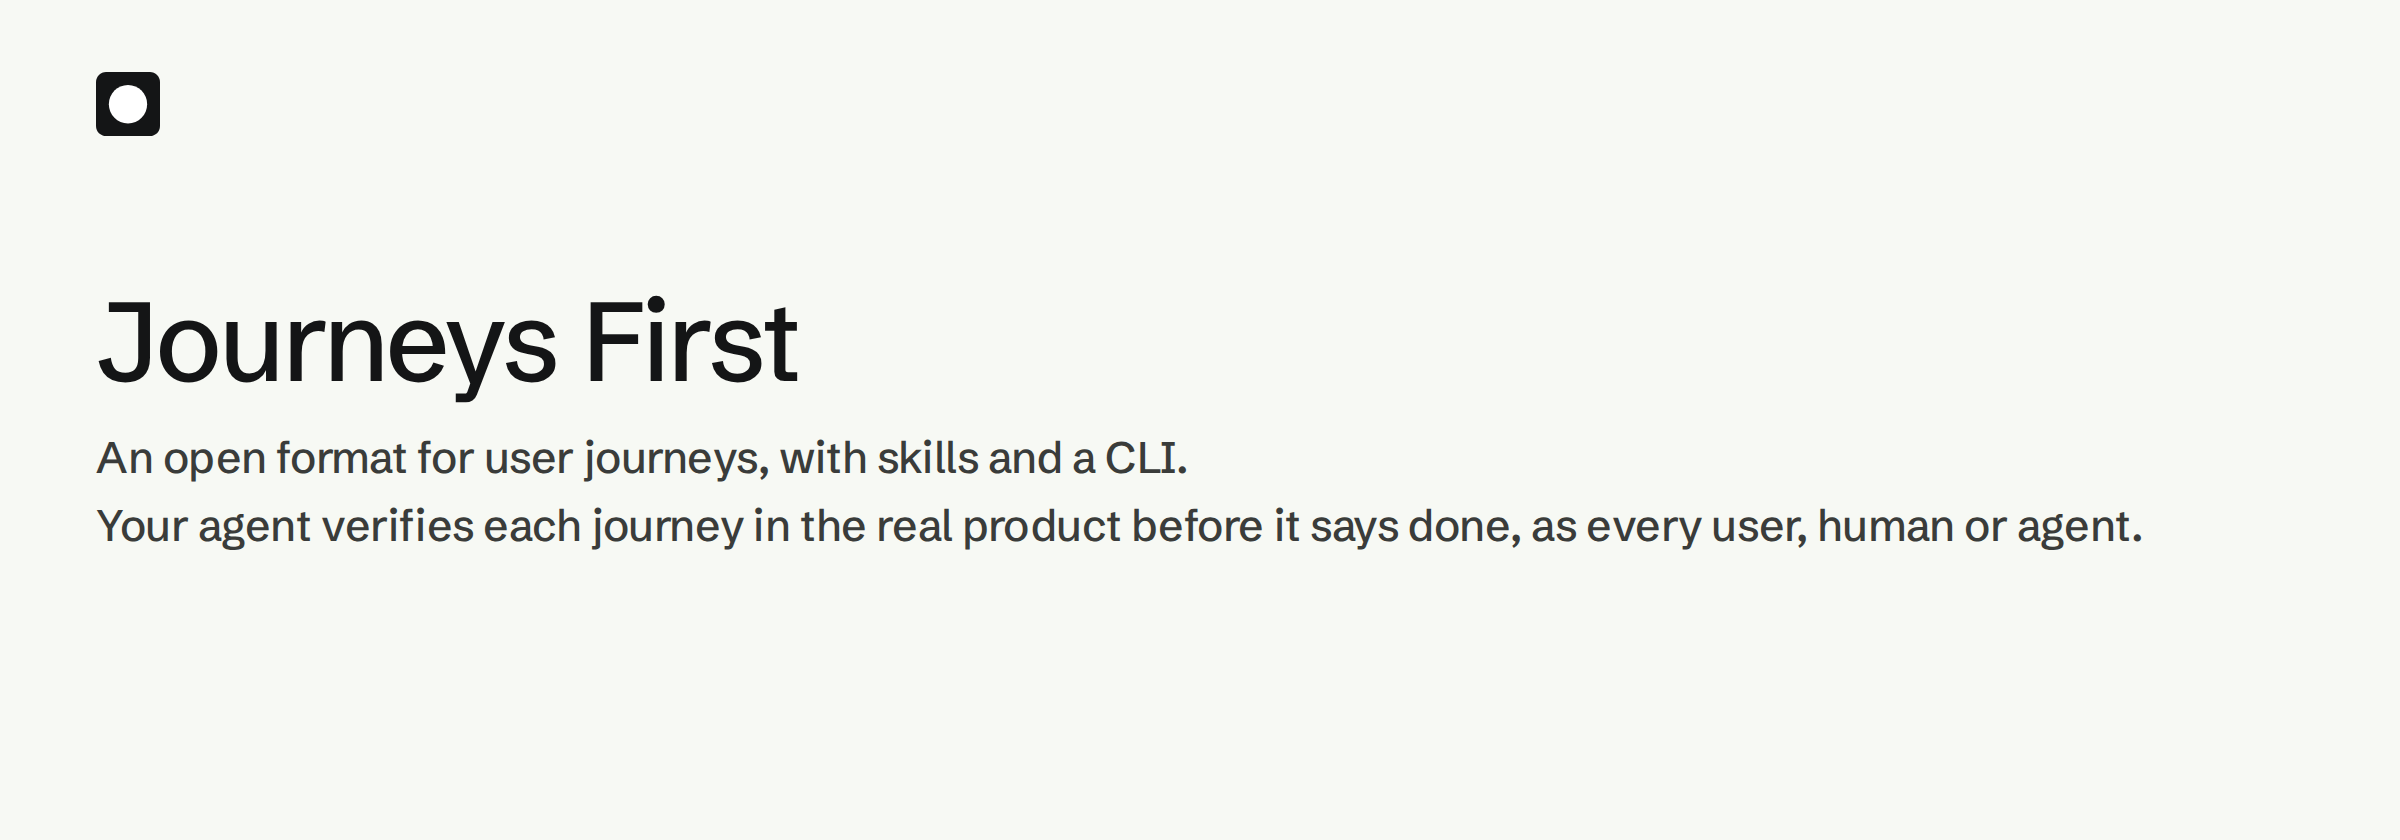 Journeys First
An open format for user journeys, with skills and a CLI.
Your agent verifies each journey in the real product before it says done, as every user, human or agent.